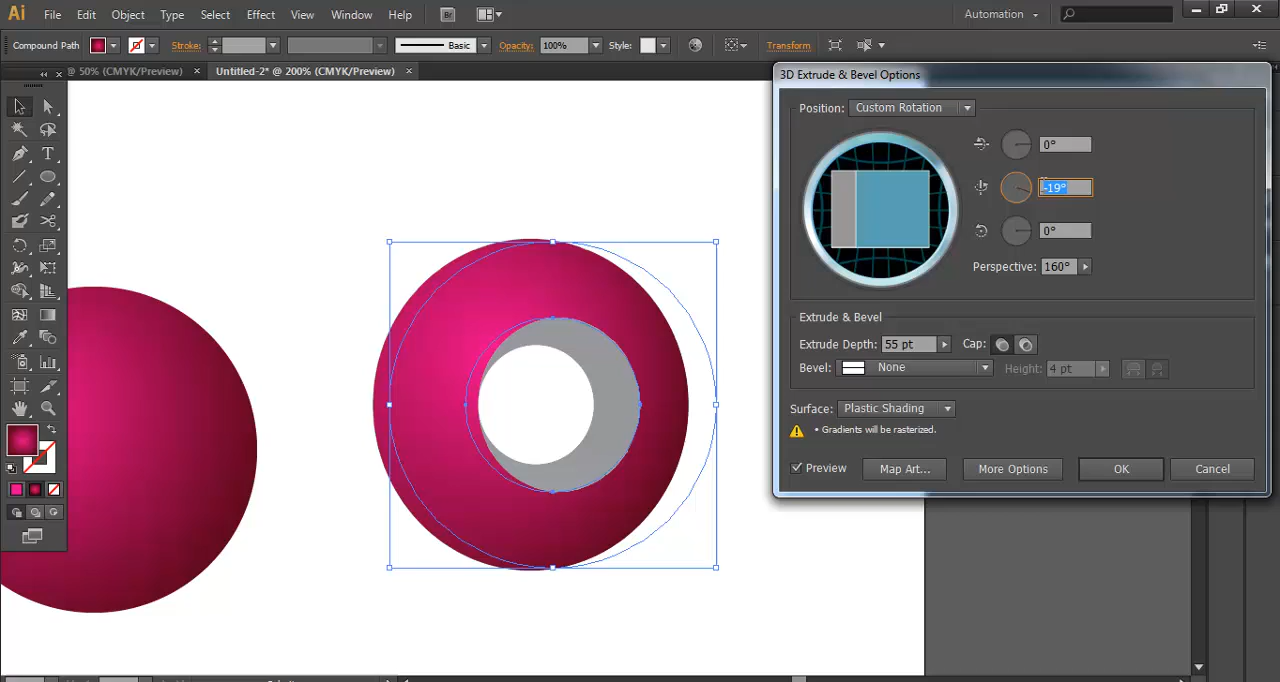 Ai File Edit Object Type Select Effect View Window Help Br Automation
Compound Path Stroke: Basic Opacity: 100% Style: Transform
@ 50% (CMYK/Preview) × Untitled-2* @ 200% (CMYK/Preview) ×
3D Extrude & Bevel Options
Position: Custom Rotation
0°
-19°
0°
Perspective: 160°
Extrude & Bevel
Extrude Depth: 55 pt Cap:
Bevel: None Height: 4 pt
Surface: Plastic Shading
• Gradients will be rasterized.
Preview Map Art... More Options OK Cancel